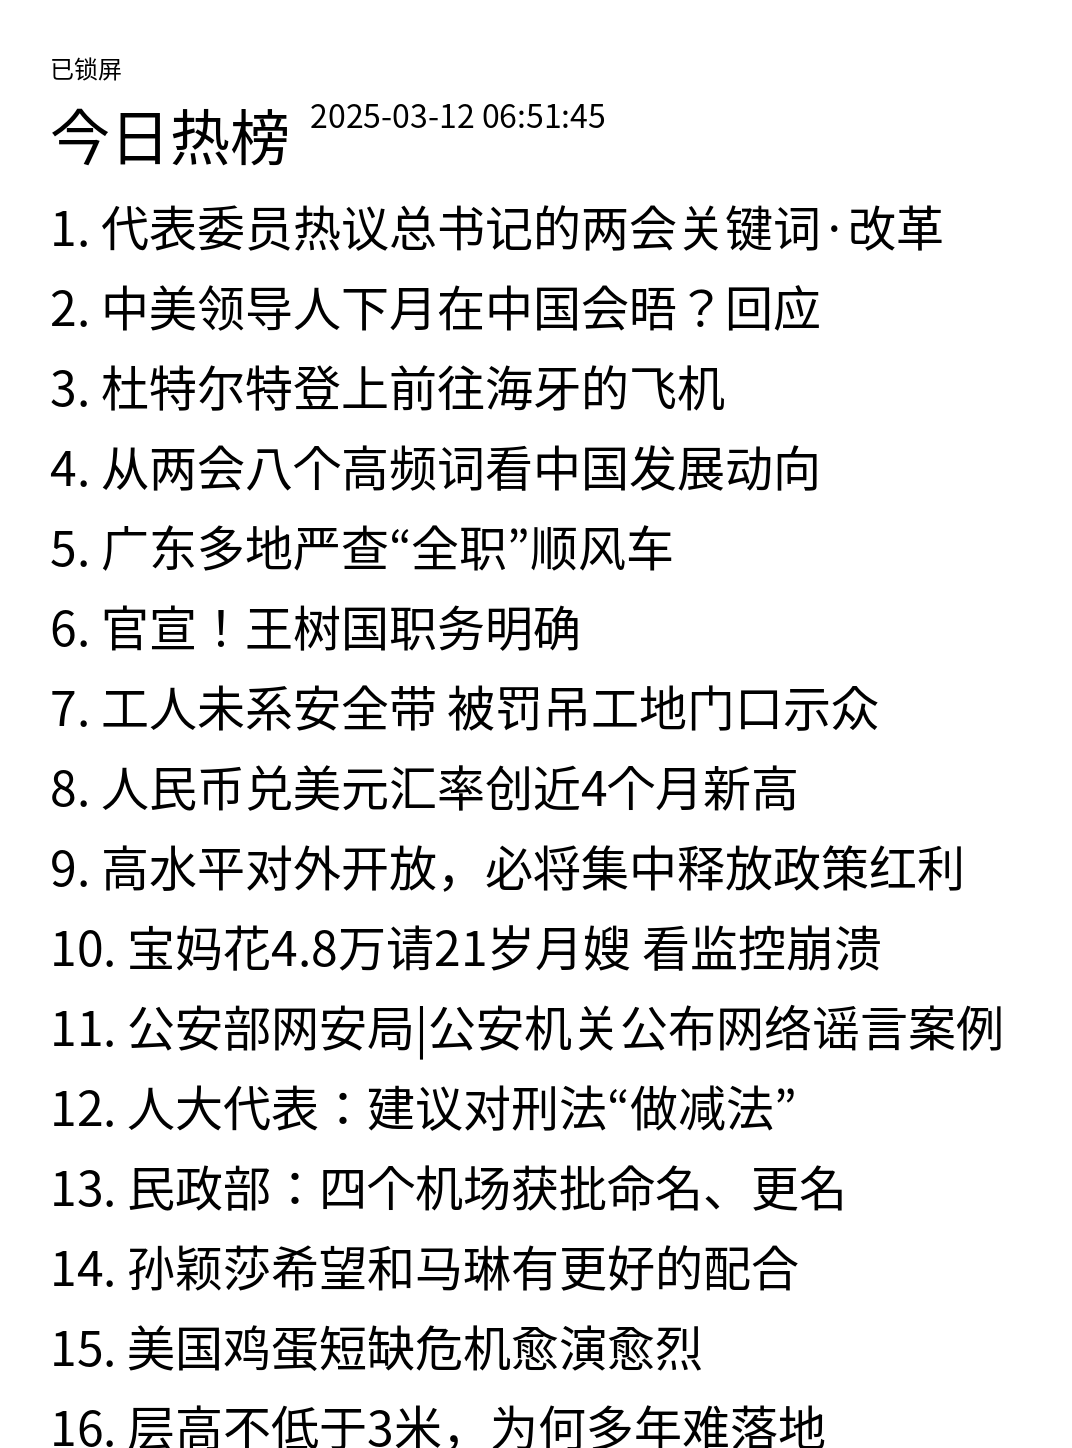 已锁屏
今日热榜 2025-03-12 06:51:45
1. 代表委员热议总书记的两会关键词·改革
2. 中美领导人下月在中国会晤？回应
3. 杜特尔特登上前往海牙的飞机
4. 从两会八个高频词看中国发展动向
5. 广东多地严查“全职”顺风车
6. 官宣！王树国职务明确
7. 工人未系安全带 被罚吊工地门口示众
8. 人民币兑美元汇率创近4个月新高
9. 高水平对外开放，必将集中释放政策红利
10. 宝妈花4.8万请21岁月嫂 看监控崩溃
11. 公安部网安局|公安机关公布网络谣言案例
12. 人大代表：建议对刑法“做减法”
13. 民政部：四个机场获批命名、更名
14. 孙颖莎希望和马琳有更好的配合
15. 美国鸡蛋短缺危机愈演愈烈
16. 层高不低于3米，为何多年难落地